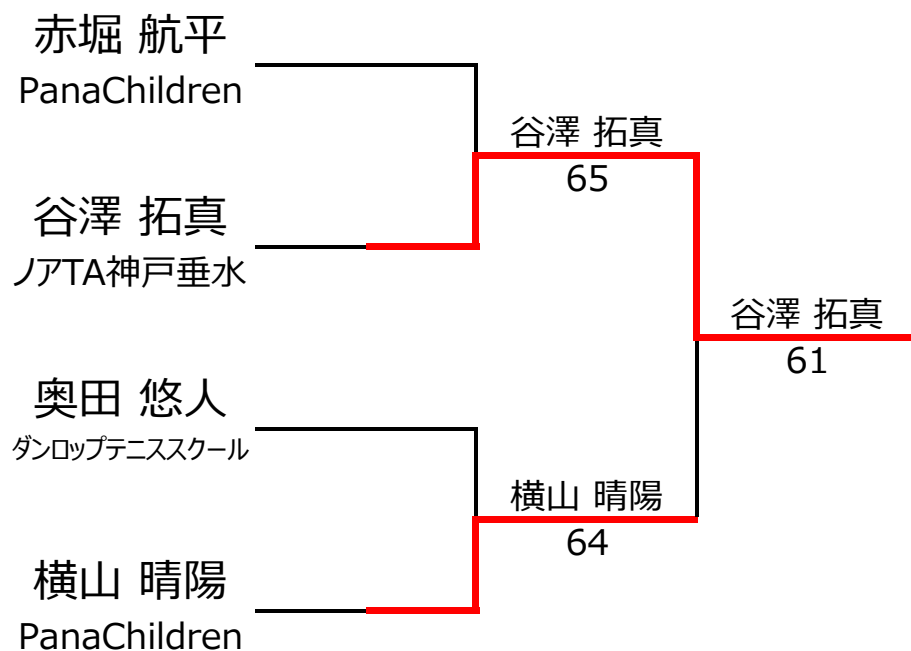 赤堀 航平
PanaChildren
谷澤 拓真
65
谷澤 拓真
ノアTA神戸垂水
谷澤 拓真
61
奥田 悠人
ダンロップテニススクール
横山 晴陽
64
横山 晴陽
PanaChildren